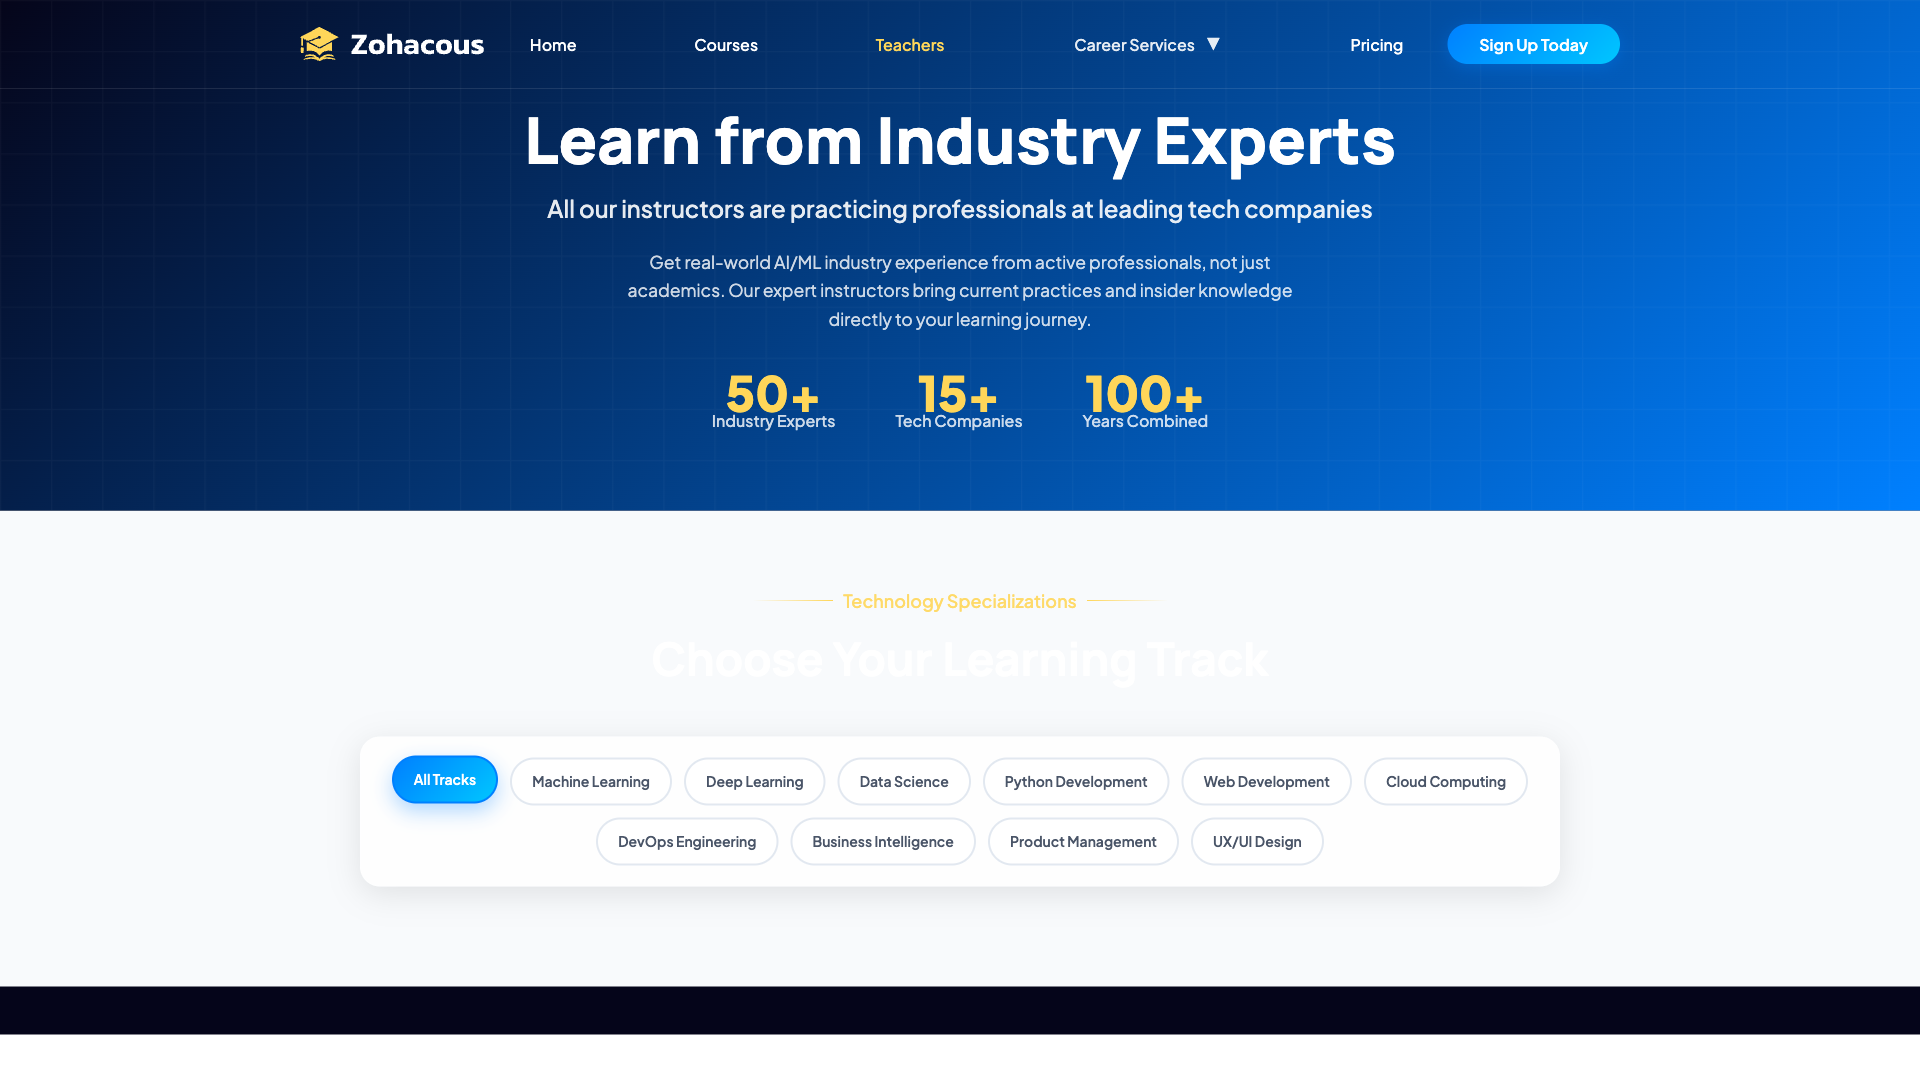 Zohacous
Home
Courses
Teachers
Career Services ▼
Pricing
Sign Up Today
Learn from Industry Experts
All our instructors are practicing professionals at leading tech companies
Get real-world AI/ML industry experience from active professionals, not just
academics. Our expert instructors bring current practices and insider knowledge
directly to your learning journey.
50+
Industry Experts
15+
Tech Companies
100+
Years Combined
Technology Specializations
Choose Your Learning Track
All Tracks
Machine Learning
Deep Learning
Data Science
Python Development
Web Development
Cloud Computing
DevOps Engineering
Business Intelligence
Product Management
UX/UI Design